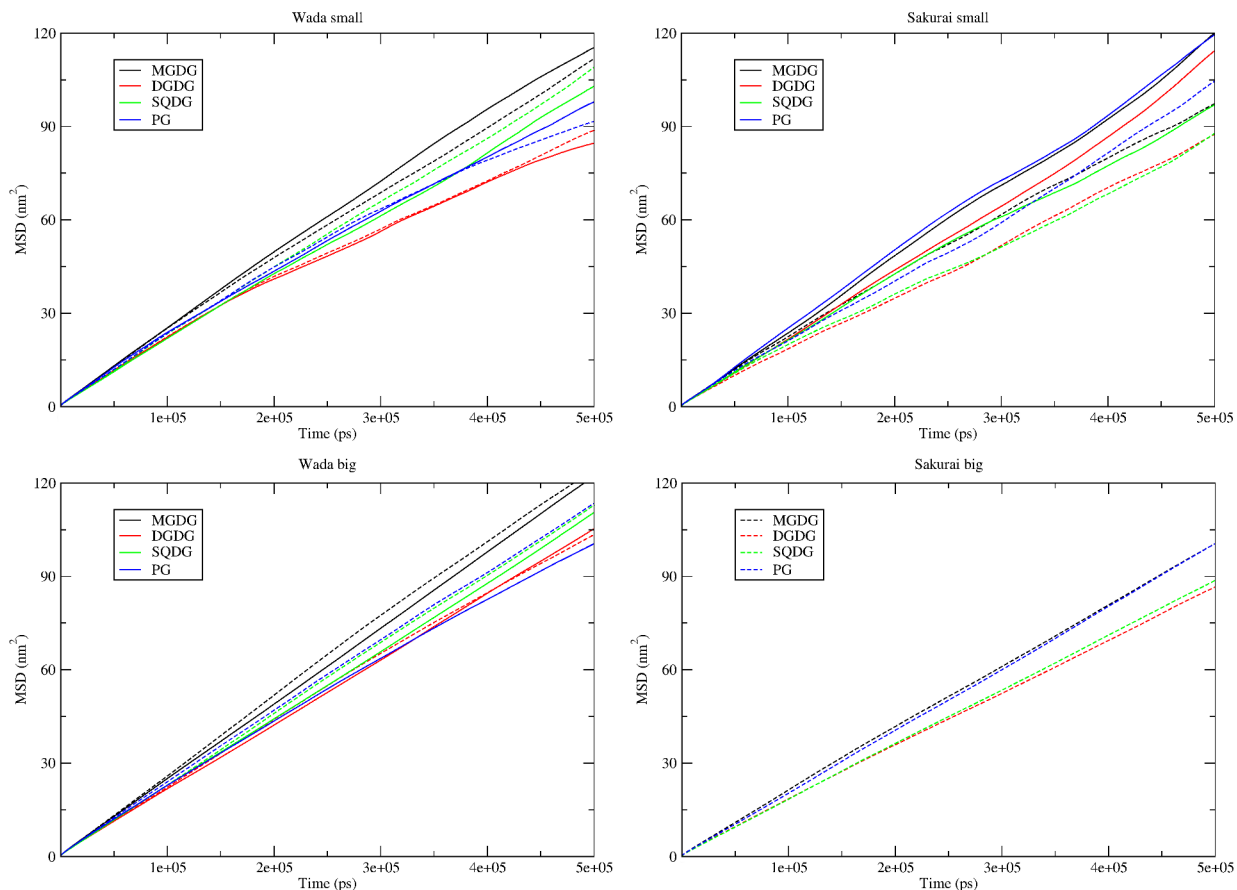 Wada small
120
90
60
30
0
MSD (nm²)
MGDG
DGDG
SQDG
PG
1e+05
2e+05
3e+05
4e+05
5e+05
Time (ps)
Sakurai small
120
90
60
30
0
MSD (nm²)
MGDG
DGDG
SQDG
PG
1e+05
2e+05
3e+05
4e+05
5e+05
Time (ps)
Wada big
120
90
60
30
0
MSD (nm²)
MGDG
DGDG
SQDG
PG
1e+05
2e+05
3e+05
4e+05
5e+05
Time (ps)
Sakurai big
120
90
60
30
0
MSD (nm²)
MGDG
DGDG
SQDG
PG
1e+05
2e+05
3e+05
4e+05
5e+05
Time (ps)